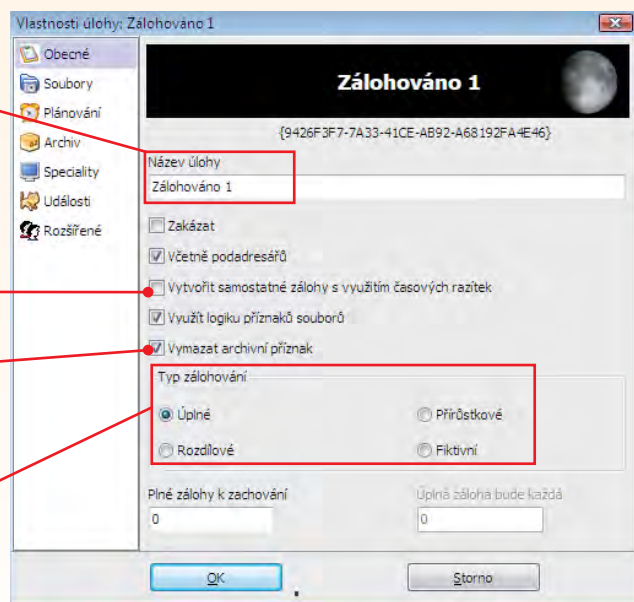 Vlastnosti úlohy: Zálohováno 1
Obecné
Soubory
Plánování
Archiv
Speciality
Události
Rozšířené
Zálohováno 1
{9426F3F7-7A33-41CE-AB92-A68192FA4E46}
Název úlohy
Zálohováno 1
Zakázat
Včetně podadresářů
Vytvořit samostatné zálohy s využitím časových razítek
Využít logiku příznaků souborů
Vymazat archivní příznak
Typ zálohování
Úplné
Přírůstkové
Rozdílové
Fiktivní
Plné zálohy k zachování
Úplná záloha bude každá
0
0
OK
Storno